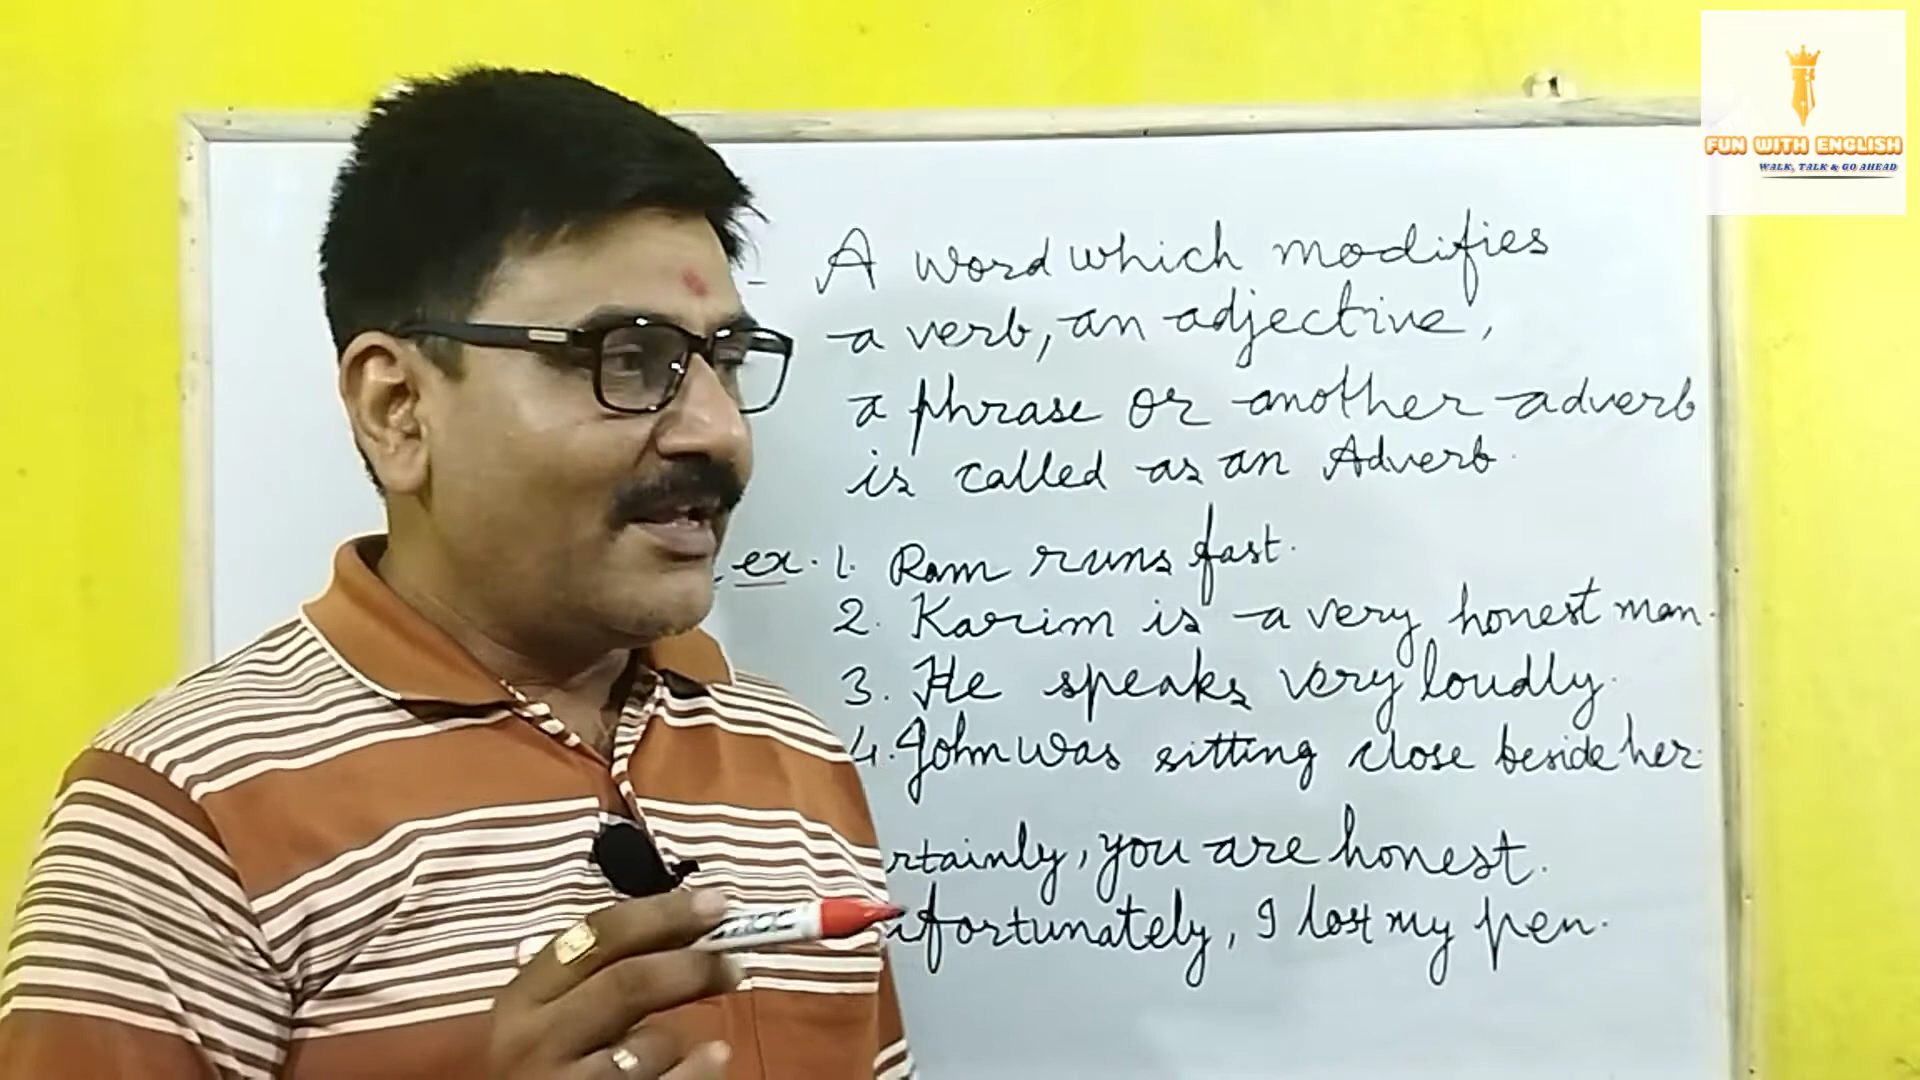 FUN WITH ENGLISH
WALK, TALK & GO AHEAD
- A word which modifies
a verb, an adjective,
a phrase or another adverb
is called as an Adverb.
ex. 1. Ram runs fast.
2. Karim is a very honest man.
3. He speaks very loudly.
4. John was sitting close beside her.
rtainly, you are honest.
fortunately, I lost my pen.